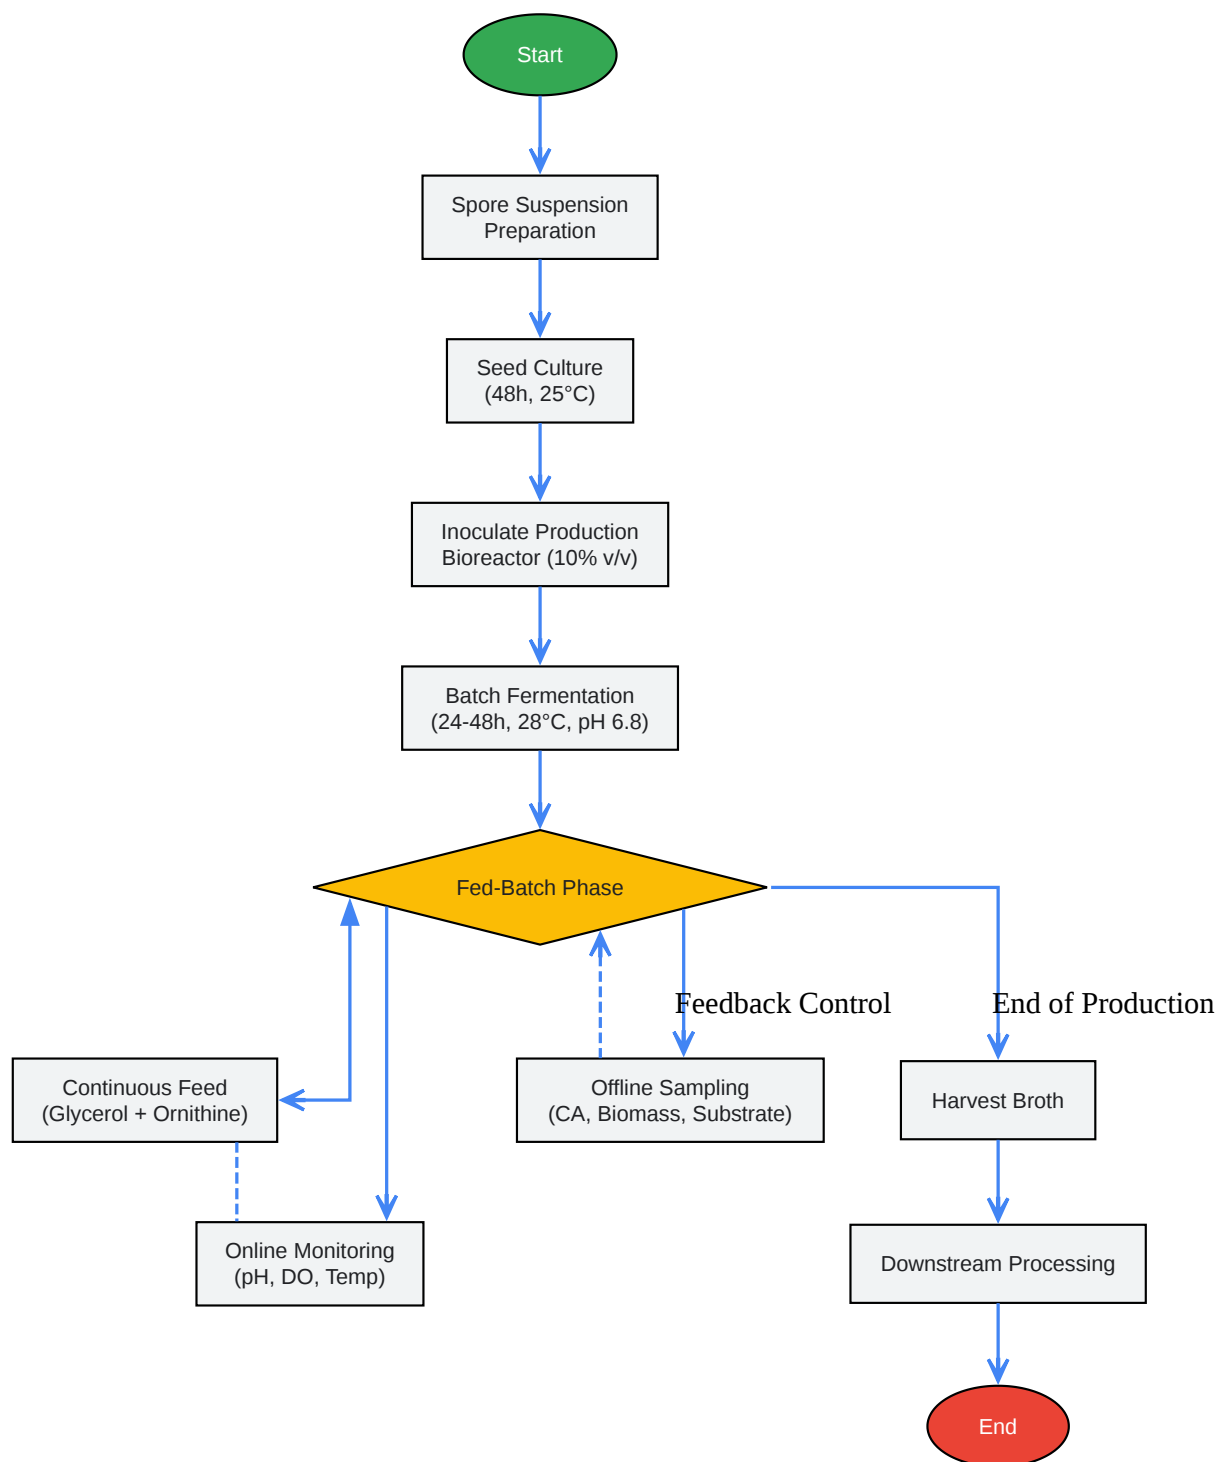 Start
Spore Suspension
Preparation
Seed Culture
(48h, 25°C)
Inoculate Production
Bioreactor (10% v/v)
Batch Fermentation
(24-48h, 28°C, pH 6.8)
Fed-Batch Phase
Feedback Control
End of Production
Continuous Feed
(Glycerol + Ornithine)
Offline Sampling
(CA, Biomass, Substrate)
Harvest Broth
Online Monitoring
(pH, DO, Temp)
Downstream Processing
End